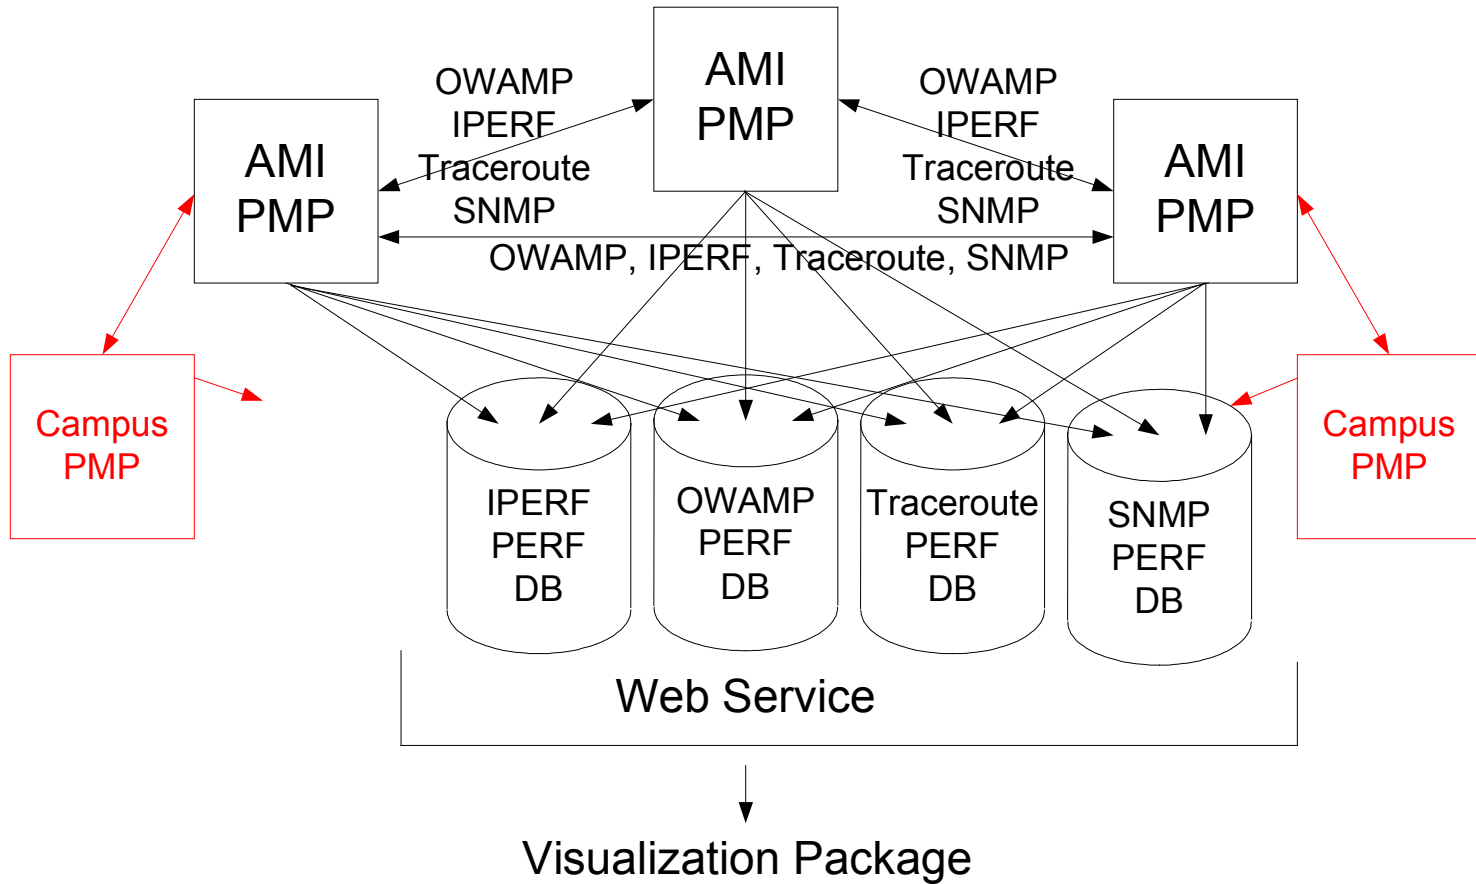 AMI
PMP
OWAMP
IPERF
Traceroute
SNMP
AMI
PMP
OWAMP
IPERF
Traceroute
SNMP
AMI
PMP
OWAMP, IPERF, Traceroute, SNMP
Campus
PMP
IPERF
PERF
DB
OWAMP
PERF
DB
Traceroute
PERF
DB
SNMP
PERF
DB
Campus
PMP
Web Service
Visualization Package